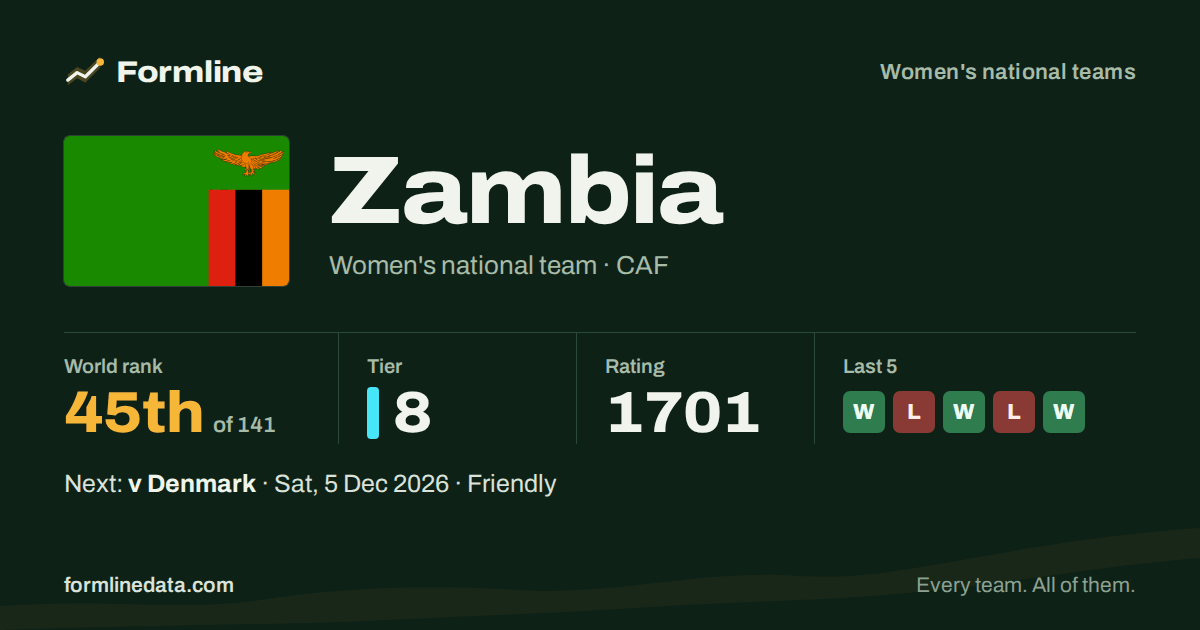 Formline
Women's national teams
Zambia
Women's national team · CAF
World rank
45th of 141
Tier
8
Rating
1701
Last 5
W L W L W
Next: v Denmark · Sat, 5 Dec 2026 · Friendly
formlinedata.com
Every team. All of them.